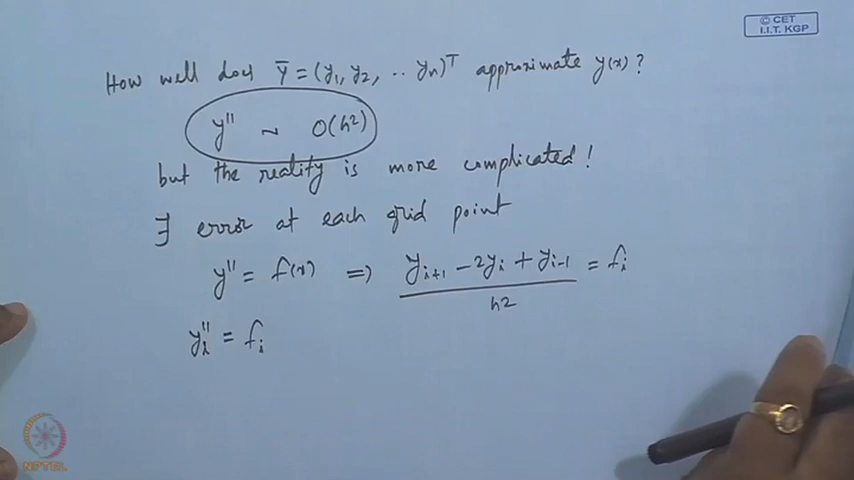 © CET
I.I.T. KGP
How well does Ȳ = (y₁, y₂, .. yₙ)ᵀ approximate y(x)?
y'' ~ O(h²)
but the reality is more complicated!
∃ error at each grid point
y'' = f(x) ⇒ (yᵢ₊₁ − 2yᵢ + yᵢ₋₁)/h² = fᵢ
yᵢ'' = fᵢ
NPTEL